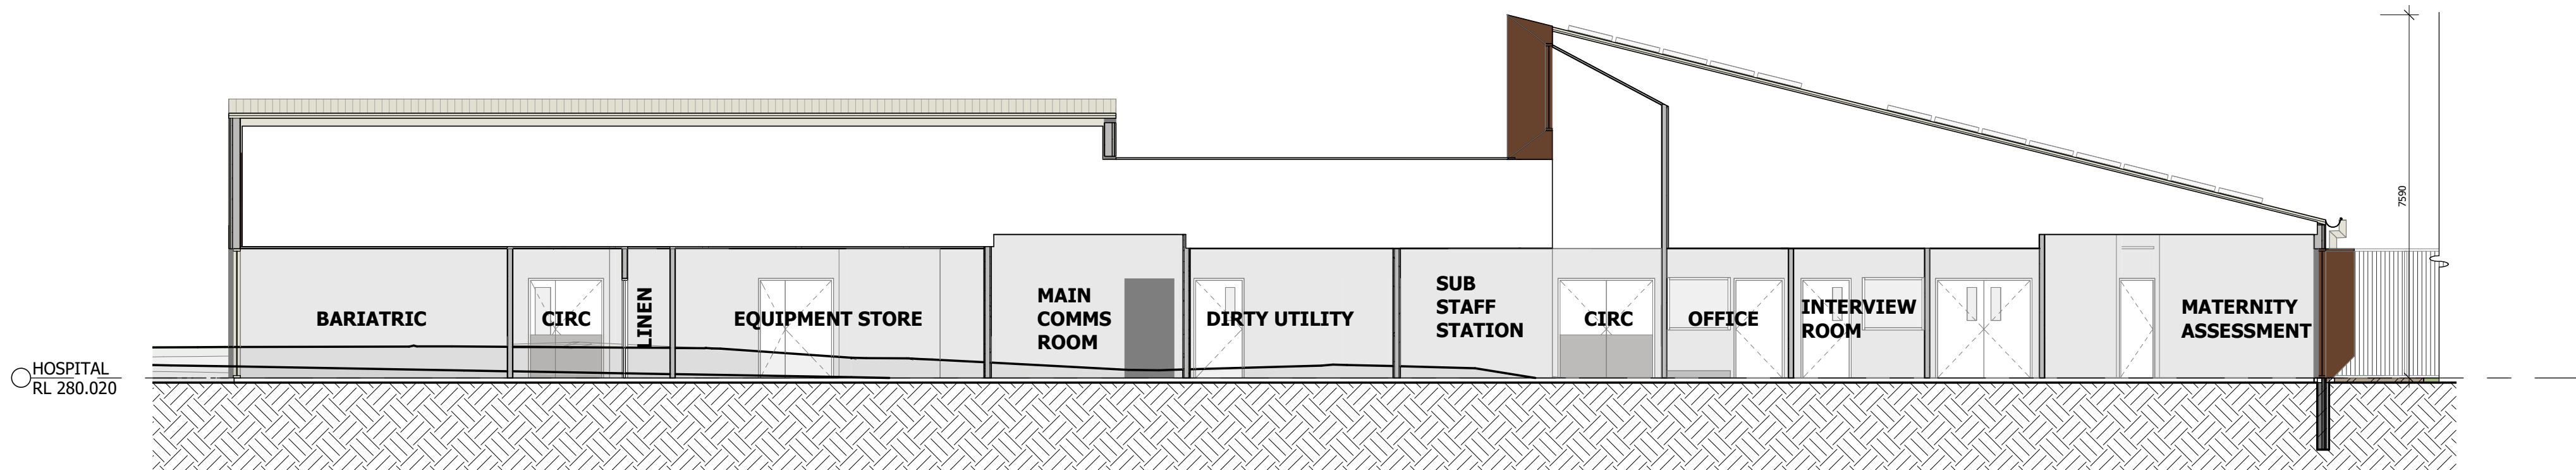 7590
BARIATRIC
CIRC
LINEN
EQUIPMENT STORE
MAIN
COMMS
ROOM
DIRTY UTILITY
SUB
STAFF
STATION
CIRC
OFFICE
INTERVIEW
ROOM
MATERNITY
ASSESSMENT
HOSPITAL
RL 280.020